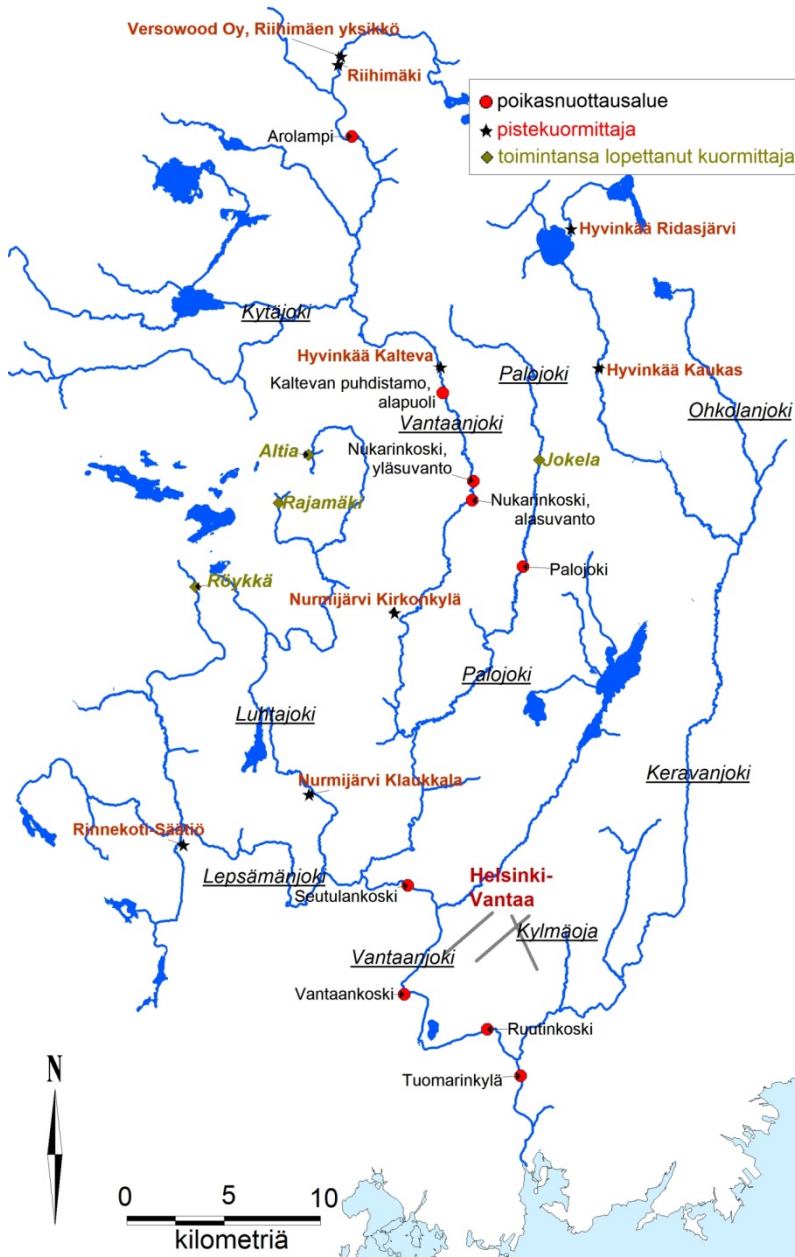 Versowood Oy, Riihimäen yksikkö
Riihimäki
poikasnuottausalue
pistekuormittaja
toimintansa lopettanut kuormittaja
Arolampi
Hyvinkää Ridasjärvi
Kytäjoki
Hyvinkää Kalteva
Kaltevan puhdistamo,
alapuoli
Palojoki
Hyvinkää Kaukas
Ohkolanjoki
Vantaanjoki
Altia
Nukarinkoski,
yläsuvanto
Jokela
Rajamäki
Nukarinkoski,
alasuvanto
Palojoki
Röykkä
Nurmijärvi Kirkonkylä
Palojoki
Luhtajoki
Keravanjoki
Nurmijärvi Klaukkala
Rinnekoti-Säätiö
Lepsämänjoki
Seutulankoski
Helsinki-
Vantaa
Kylmäoja
Vantaanjoki
Vantaankoski
Ruutinkoski
Tuomarinkylä
N
0 5 10
kilometriä